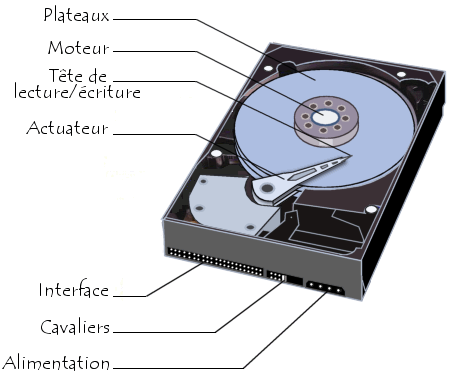 Plateaux
Moteur
Tête de
lecture/écriture
Actuateur
Interface
Cavaliers
Alimentation